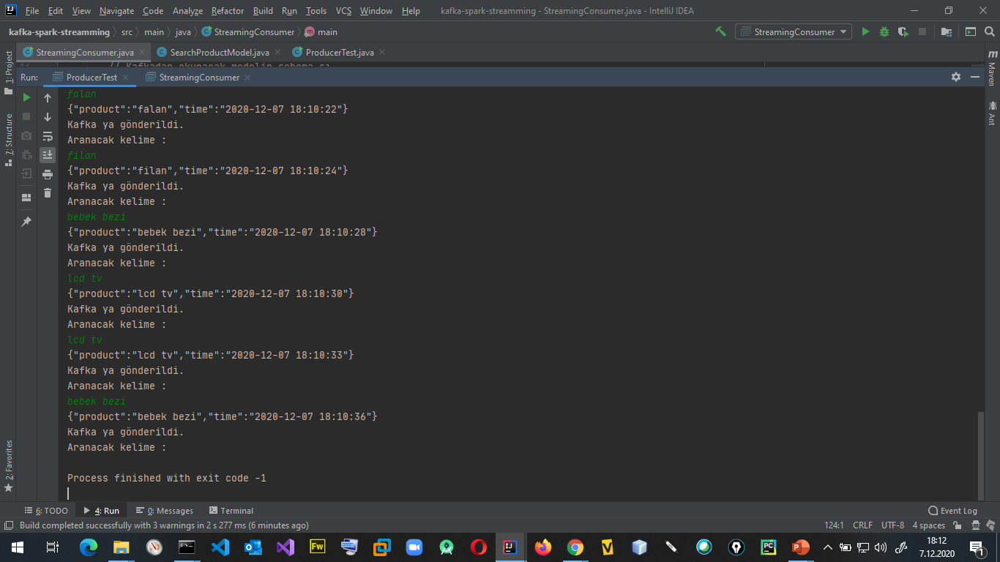 File Edit View Navigate Code Analyze Refactor Build Run Tools VCS Window Help kafka-spark-streamming - StreamingConsumer.java - IntelliJ IDEA
kafka-spark-streamming src main java StreamingConsumer main StreamingConsumer
StreamingConsumer.java SearchProductModel.java ProducerTest.java
Run: ProducerTest StreamingConsumer
1: Project
7: Structure
2: Favorites
Maven
Ant
falan
{"product":"falan","time":"2020-12-07 18:10:22"}
Kafka ya gönderildi.
Aranacak kelime :
filan
{"product":"filan","time":"2020-12-07 18:10:24"}
Kafka ya gönderildi.
Aranacak kelime :
bebek bezi
{"product":"bebek bezi","time":"2020-12-07 18:10:28"}
Kafka ya gönderildi.
Aranacak kelime :
lcd tv
{"product":"lcd tv","time":"2020-12-07 18:10:30"}
Kafka ya gönderildi.
Aranacak kelime :
lcd tv
{"product":"lcd tv","time":"2020-12-07 18:10:33"}
Kafka ya gönderildi.
Aranacak kelime :
bebek bezi
{"product":"bebek bezi","time":"2020-12-07 18:10:36"}
Kafka ya gönderildi.
Aranacak kelime :
Process finished with exit code -1
6: TODO 4: Run 0: Messages Terminal Event Log
Build completed successfully with 3 warnings in 2 s 277 ms (6 minutes ago) 124:1 CRLF UTF-8 4 spaces
18:12
7.12.2020